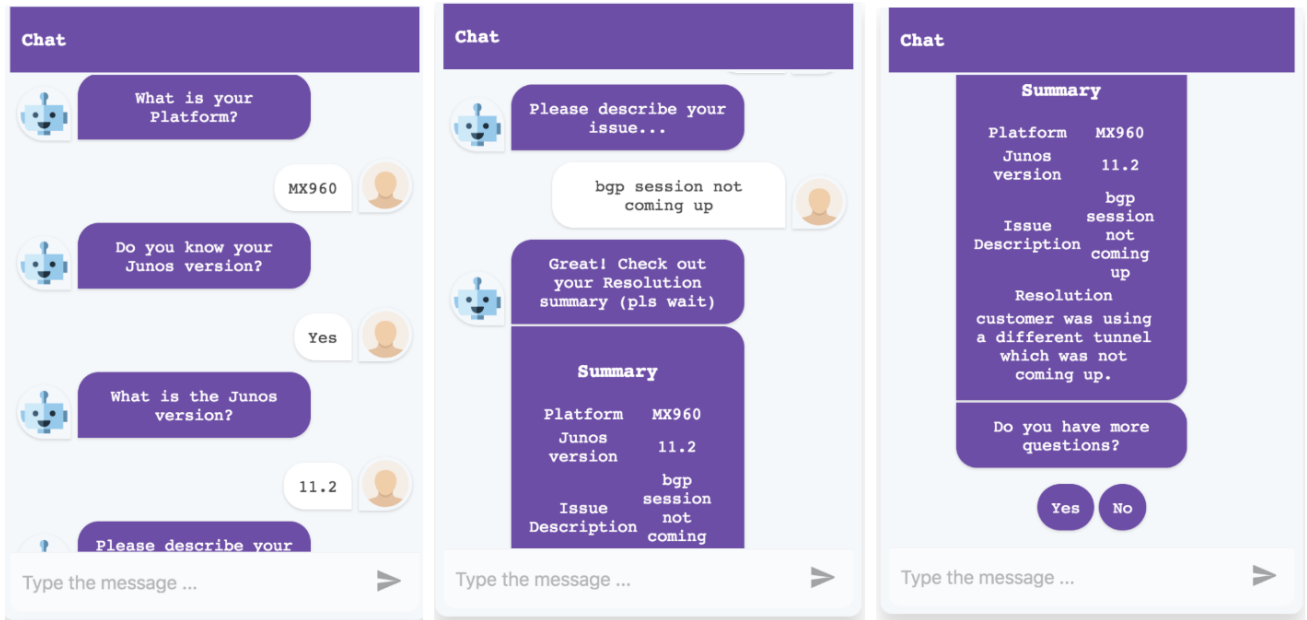 Chat
What is your
Platform?
MX960
Do you know your
Junos version?
Yes
What is the Junos
version?
11.2
Please describe your
Type the message ...
Chat
Please describe your
issue...
bgp session not
coming up
Great! Check out
your Resolution
summary (pls wait)
Summary
Platform MX960
Junos
version 11.2
Issue
Description bgp
session
not
coming
Type the message ...
Chat
Summary
Platform MX960
Junos
version 11.2
Issue
Description bgp
session
not
coming
up
Resolution
customer was using
a different tunnel
which was not
coming up.
Do you have more
questions?
Yes No
Type the message ...